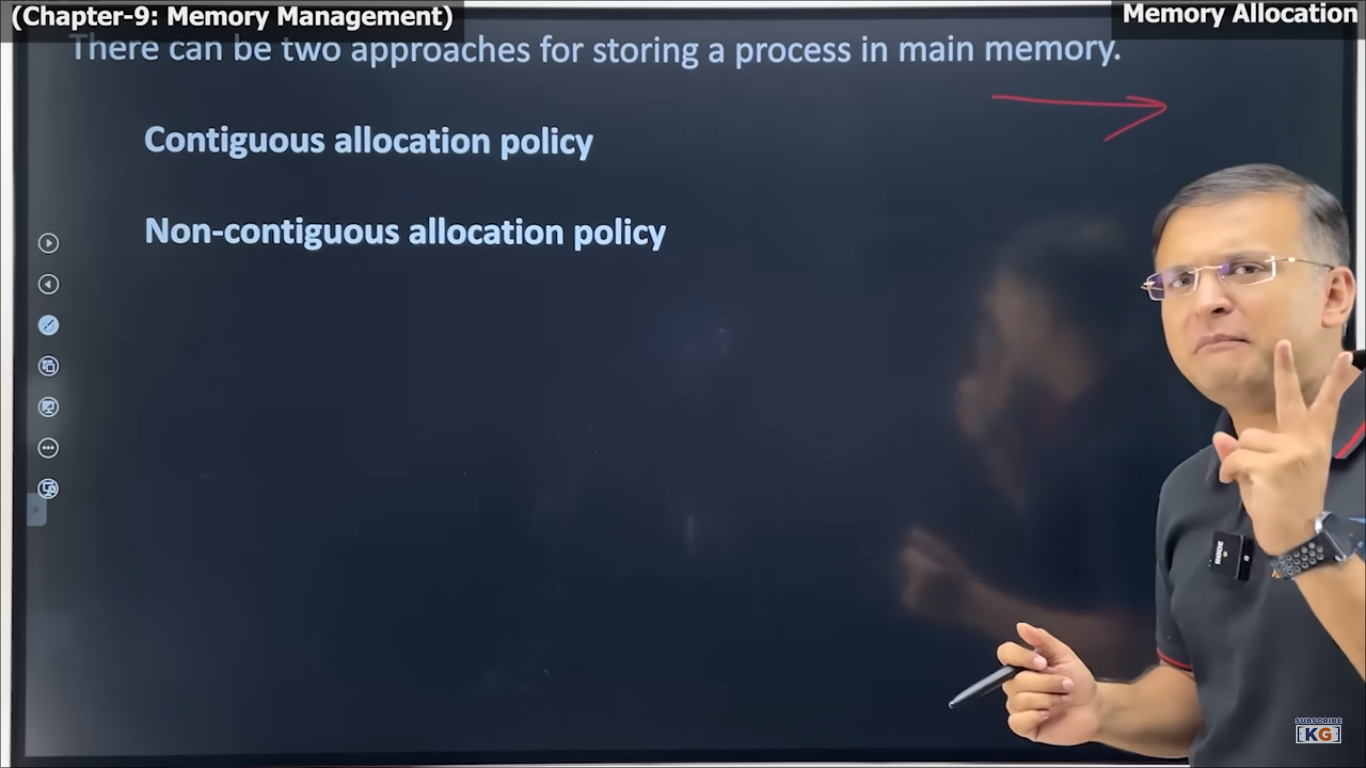 (Chapter-9: Memory Management)
Memory Allocation
There can be two approaches for storing a process in main memory.
Contiguous allocation policy
Non-contiguous allocation policy
RODE
SUBSCRIBE
[KG]